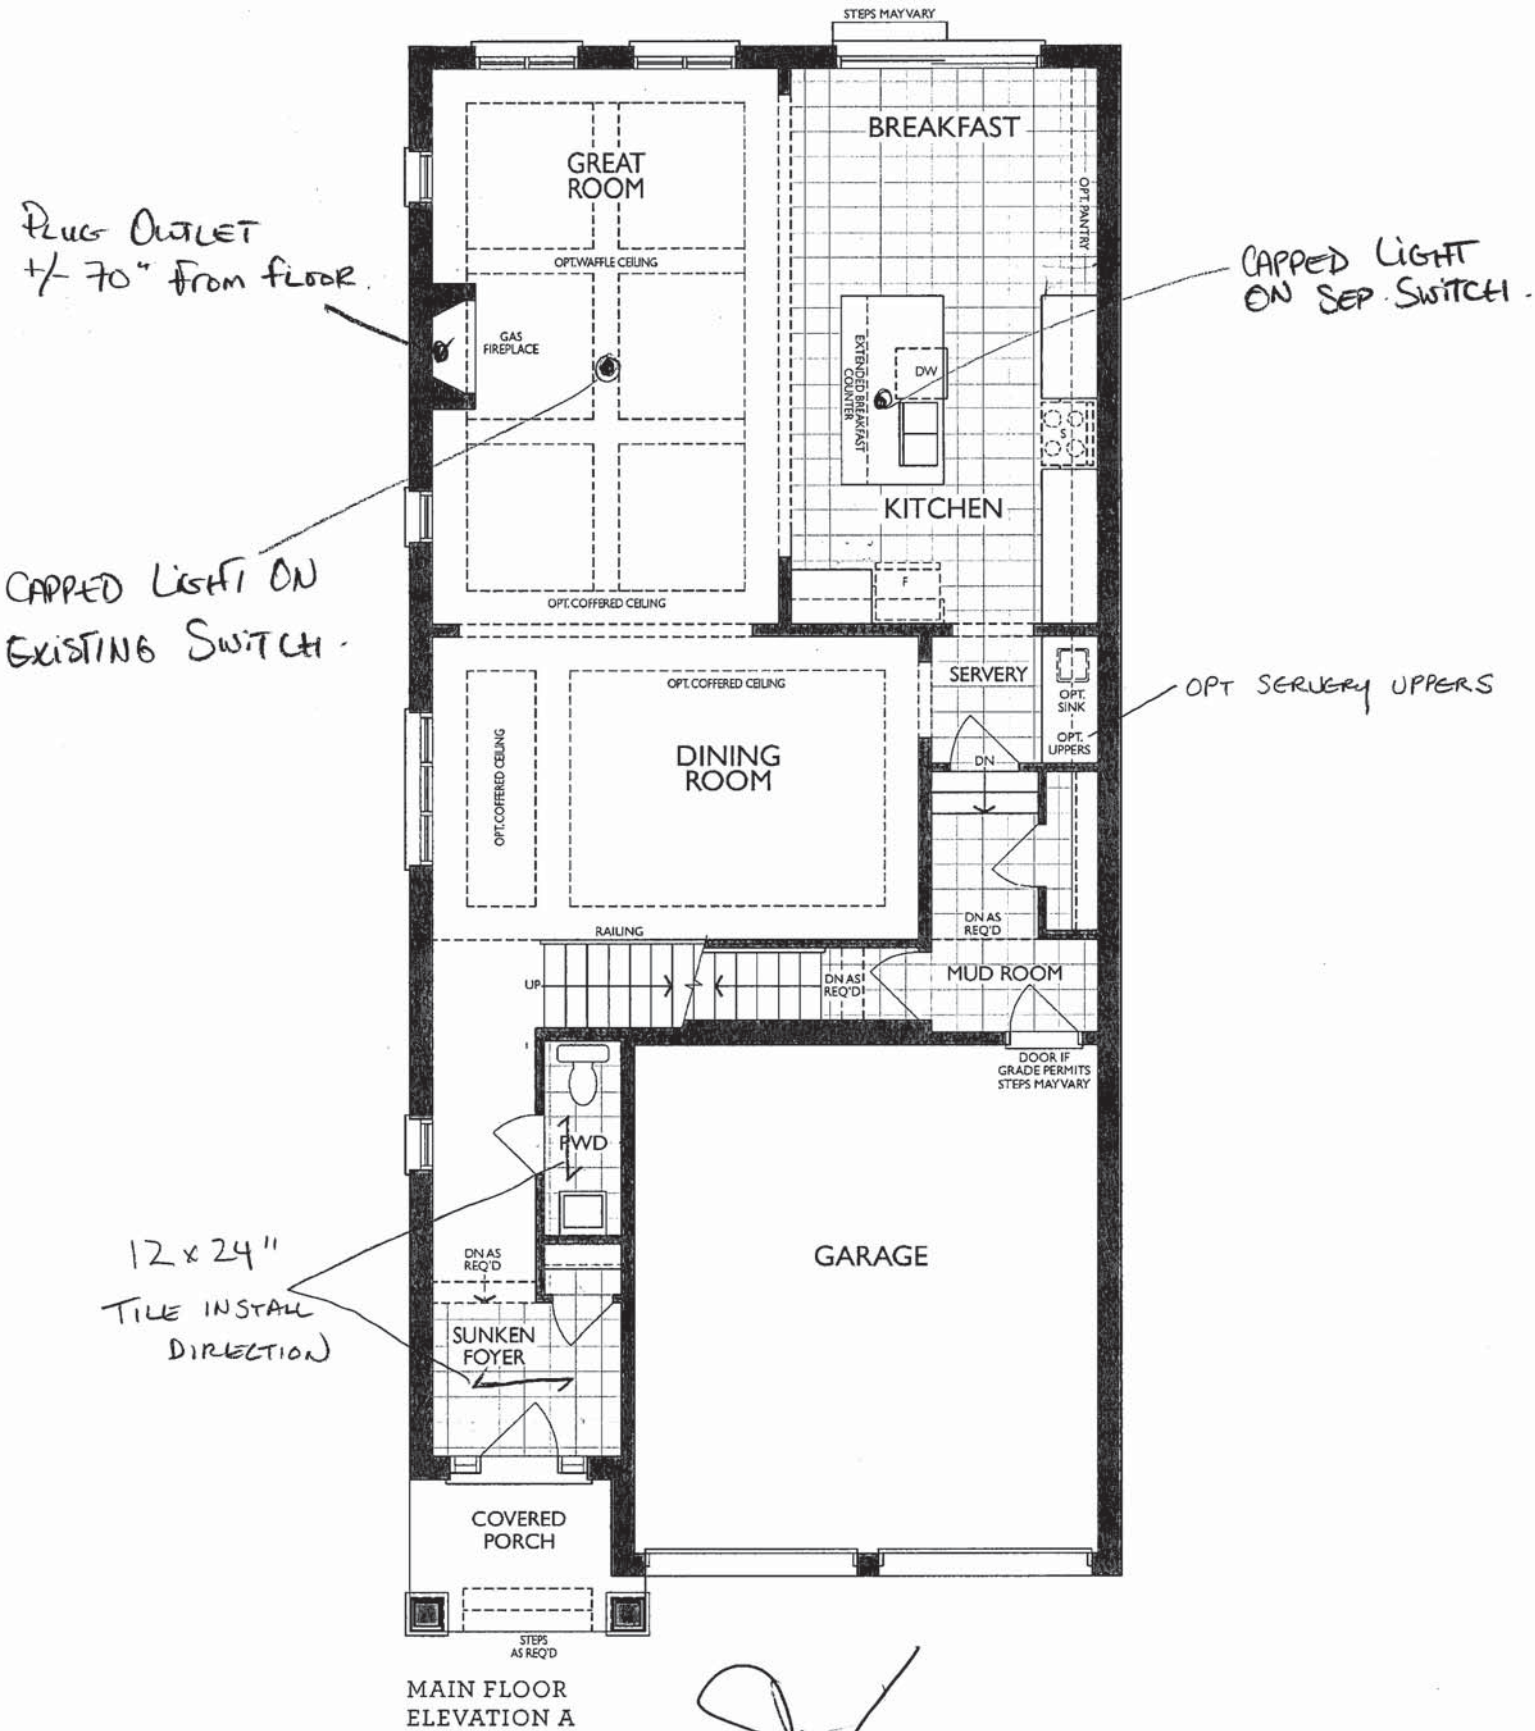 STEPS MAY VARY
BREAKFAST
GREAT
ROOM
OPT. PANTRY
PLUG OUTLET
+/- 70" from FLOOR.
CAPPED LIGHT
ON SEP. SWITCH.
OPT. WAFFLE CEILING
GAS
FIREPLACE
EXTENDED BREAKFAST
COUNTER
DW
S
KITCHEN
F
CAPPED LIGHT ON
EXISTING SWITCH.
OPT. COFFERED CEILING
OPT. COFFERED CEILING
SERVERY
OPT.
SINK
OPT.
UPPERS
OPT SERVERY UPPERS
OPT. COFFERED CEILING
DINING
ROOM
DN
DN AS
REQ'D
RAILING
UP
DN AS
REQ'D
MUD ROOM
DOOR IF
GRADE PERMITS
STEPS MAY VARY
PWD
GARAGE
12 x 24"
TILE INSTALL
DIRECTION
DN AS
REQ'D
SUNKEN
FOYER
COVERED
PORCH
STEPS
AS REQ'D
MAIN FLOOR
ELEVATION A